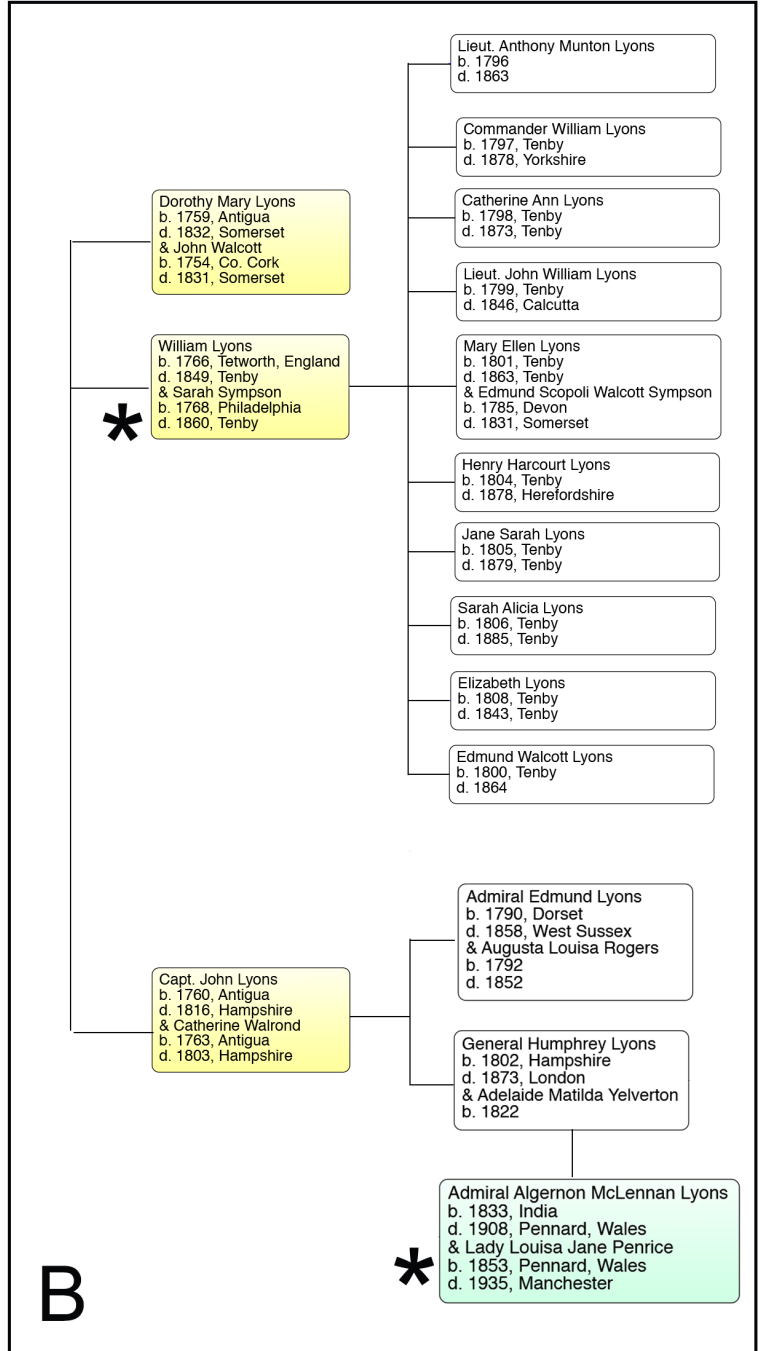 Lieut. Anthony Munton Lyons
b. 1796
d. 1863
Commander William Lyons
b. 1797, Tenby
d. 1878, Yorkshire
Dorothy Mary Lyons
b. 1759, Antigua
d. 1832, Somerset
& John Walcott
b. 1754, Co. Cork
d. 1831, Somerset
Catherine Ann Lyons
b. 1798, Tenby
d. 1873, Tenby
Lieut. John William Lyons
b. 1799, Tenby
d. 1846, Calcutta
William Lyons
b. 1766, Tetworth, England
d. 1849, Tenby
& Sarah Sympson
b. 1768, Philadelphia
d. 1860, Tenby
*
Mary Ellen Lyons
b. 1801, Tenby
d. 1863, Tenby
& Edmund Scopoli Walcott Sympson
b. 1785, Devon
d. 1831, Somerset
Henry Harcourt Lyons
b. 1804, Tenby
d. 1878, Herefordshire
Jane Sarah Lyons
b. 1805, Tenby
d. 1879, Tenby
Sarah Alicia Lyons
b. 1806, Tenby
d. 1885, Tenby
Elizabeth Lyons
b. 1808, Tenby
d. 1843, Tenby
Edmund Walcott Lyons
b. 1800, Tenby
d. 1864
Capt. John Lyons
b. 1760, Antigua
d. 1816, Hampshire
& Catherine Walrond
b. 1763, Antigua
d. 1803, Hampshire
Admiral Edmund Lyons
b. 1790, Dorset
d. 1858, West Sussex
& Augusta Louisa Rogers
b. 1792
d. 1852
General Humphrey Lyons
b. 1802, Hampshire
d. 1873, London
& Adelaide Matilda Yelverton
b. 1822
Admiral Algernon McLennan Lyons
b. 1833, India
d. 1908, Pennard, Wales
& Lady Louisa Jane Penrice
b. 1853, Pennard, Wales
d. 1935, Manchester
*
B